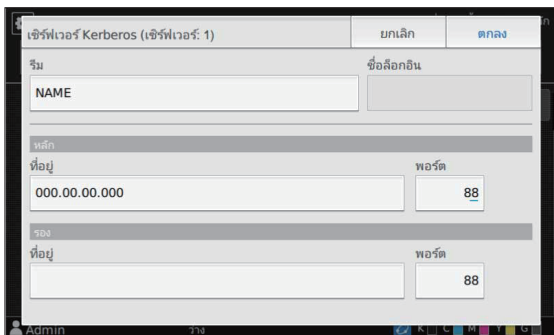 เซิร์ฟเวอร์ Kerberos (เซิร์ฟเวอร์: 1)
ยกเลิก
ตกลง
รีม
ชื่อล็อกอิน
NAME
หลัก
ที่อยู่
พอร์ต
000.00.00.000
88
รอง
ที่อยู่
พอร์ต
88
Admin
ว่าง
K C M Y G